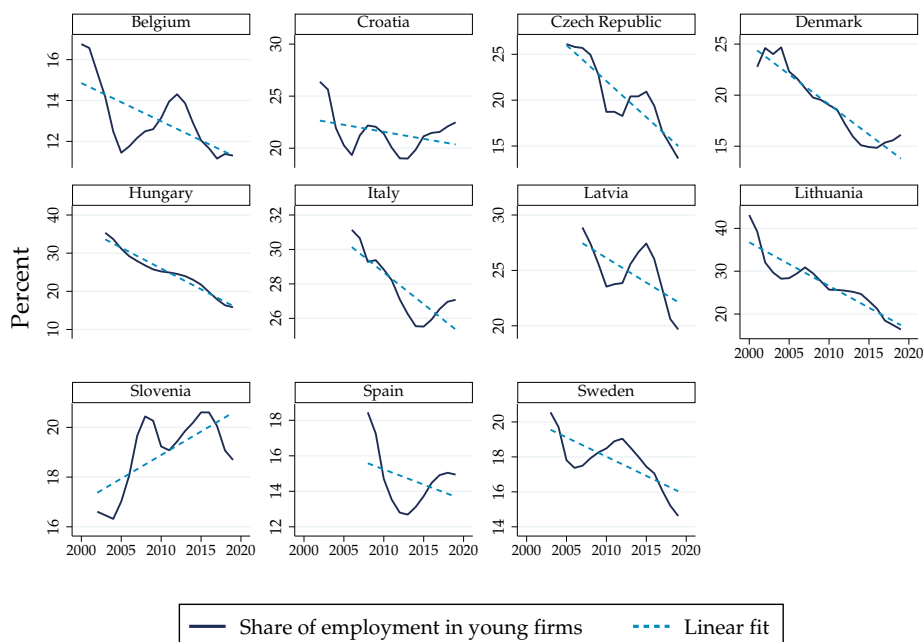 Belgium
Croatia
Czech Republic
Denmark
16
14
12
30
25
20
25
20
15
25
20
15
Hungary
Italy
Latvia
Lithuania
Percent
40
30
20
10
32
30
28
26
30
25
20
40
30
20
2000 2005 2010 2015 2020
Slovenia
Spain
Sweden
20
18
16
18
16
14
12
20
18
16
14
2000 2005 2010 2015 2020
2000 2005 2010 2015 2020
2000 2005 2010 2015 2020
Share of employment in young firms
Linear fit